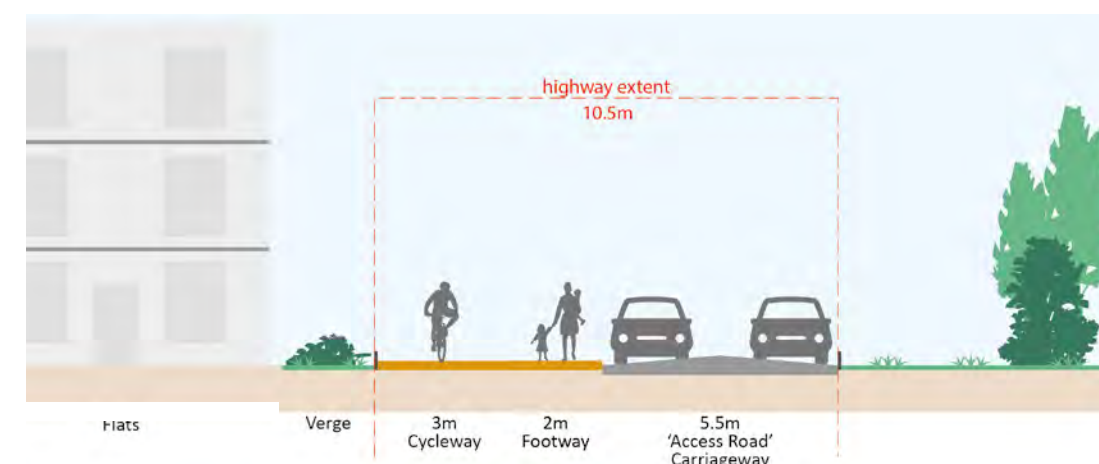 highway extent
10.5m
Flats
Verge
3m
Cycleway
2m
Footway
5.5m
'Access Road'
Carriageway